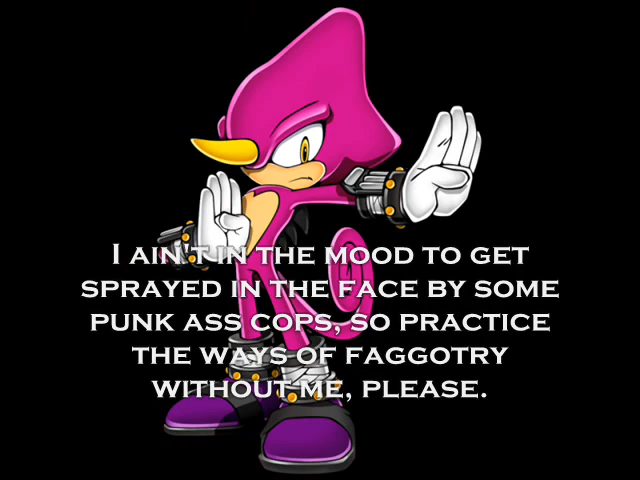 I AIN'T IN THE MOOD TO GET
SPRAYED IN THE FACE BY SOME
PUNK ASS COPS, SO PRACTICE
THE WAYS OF FAGGOTRY
WITHOUT ME, PLEASE.